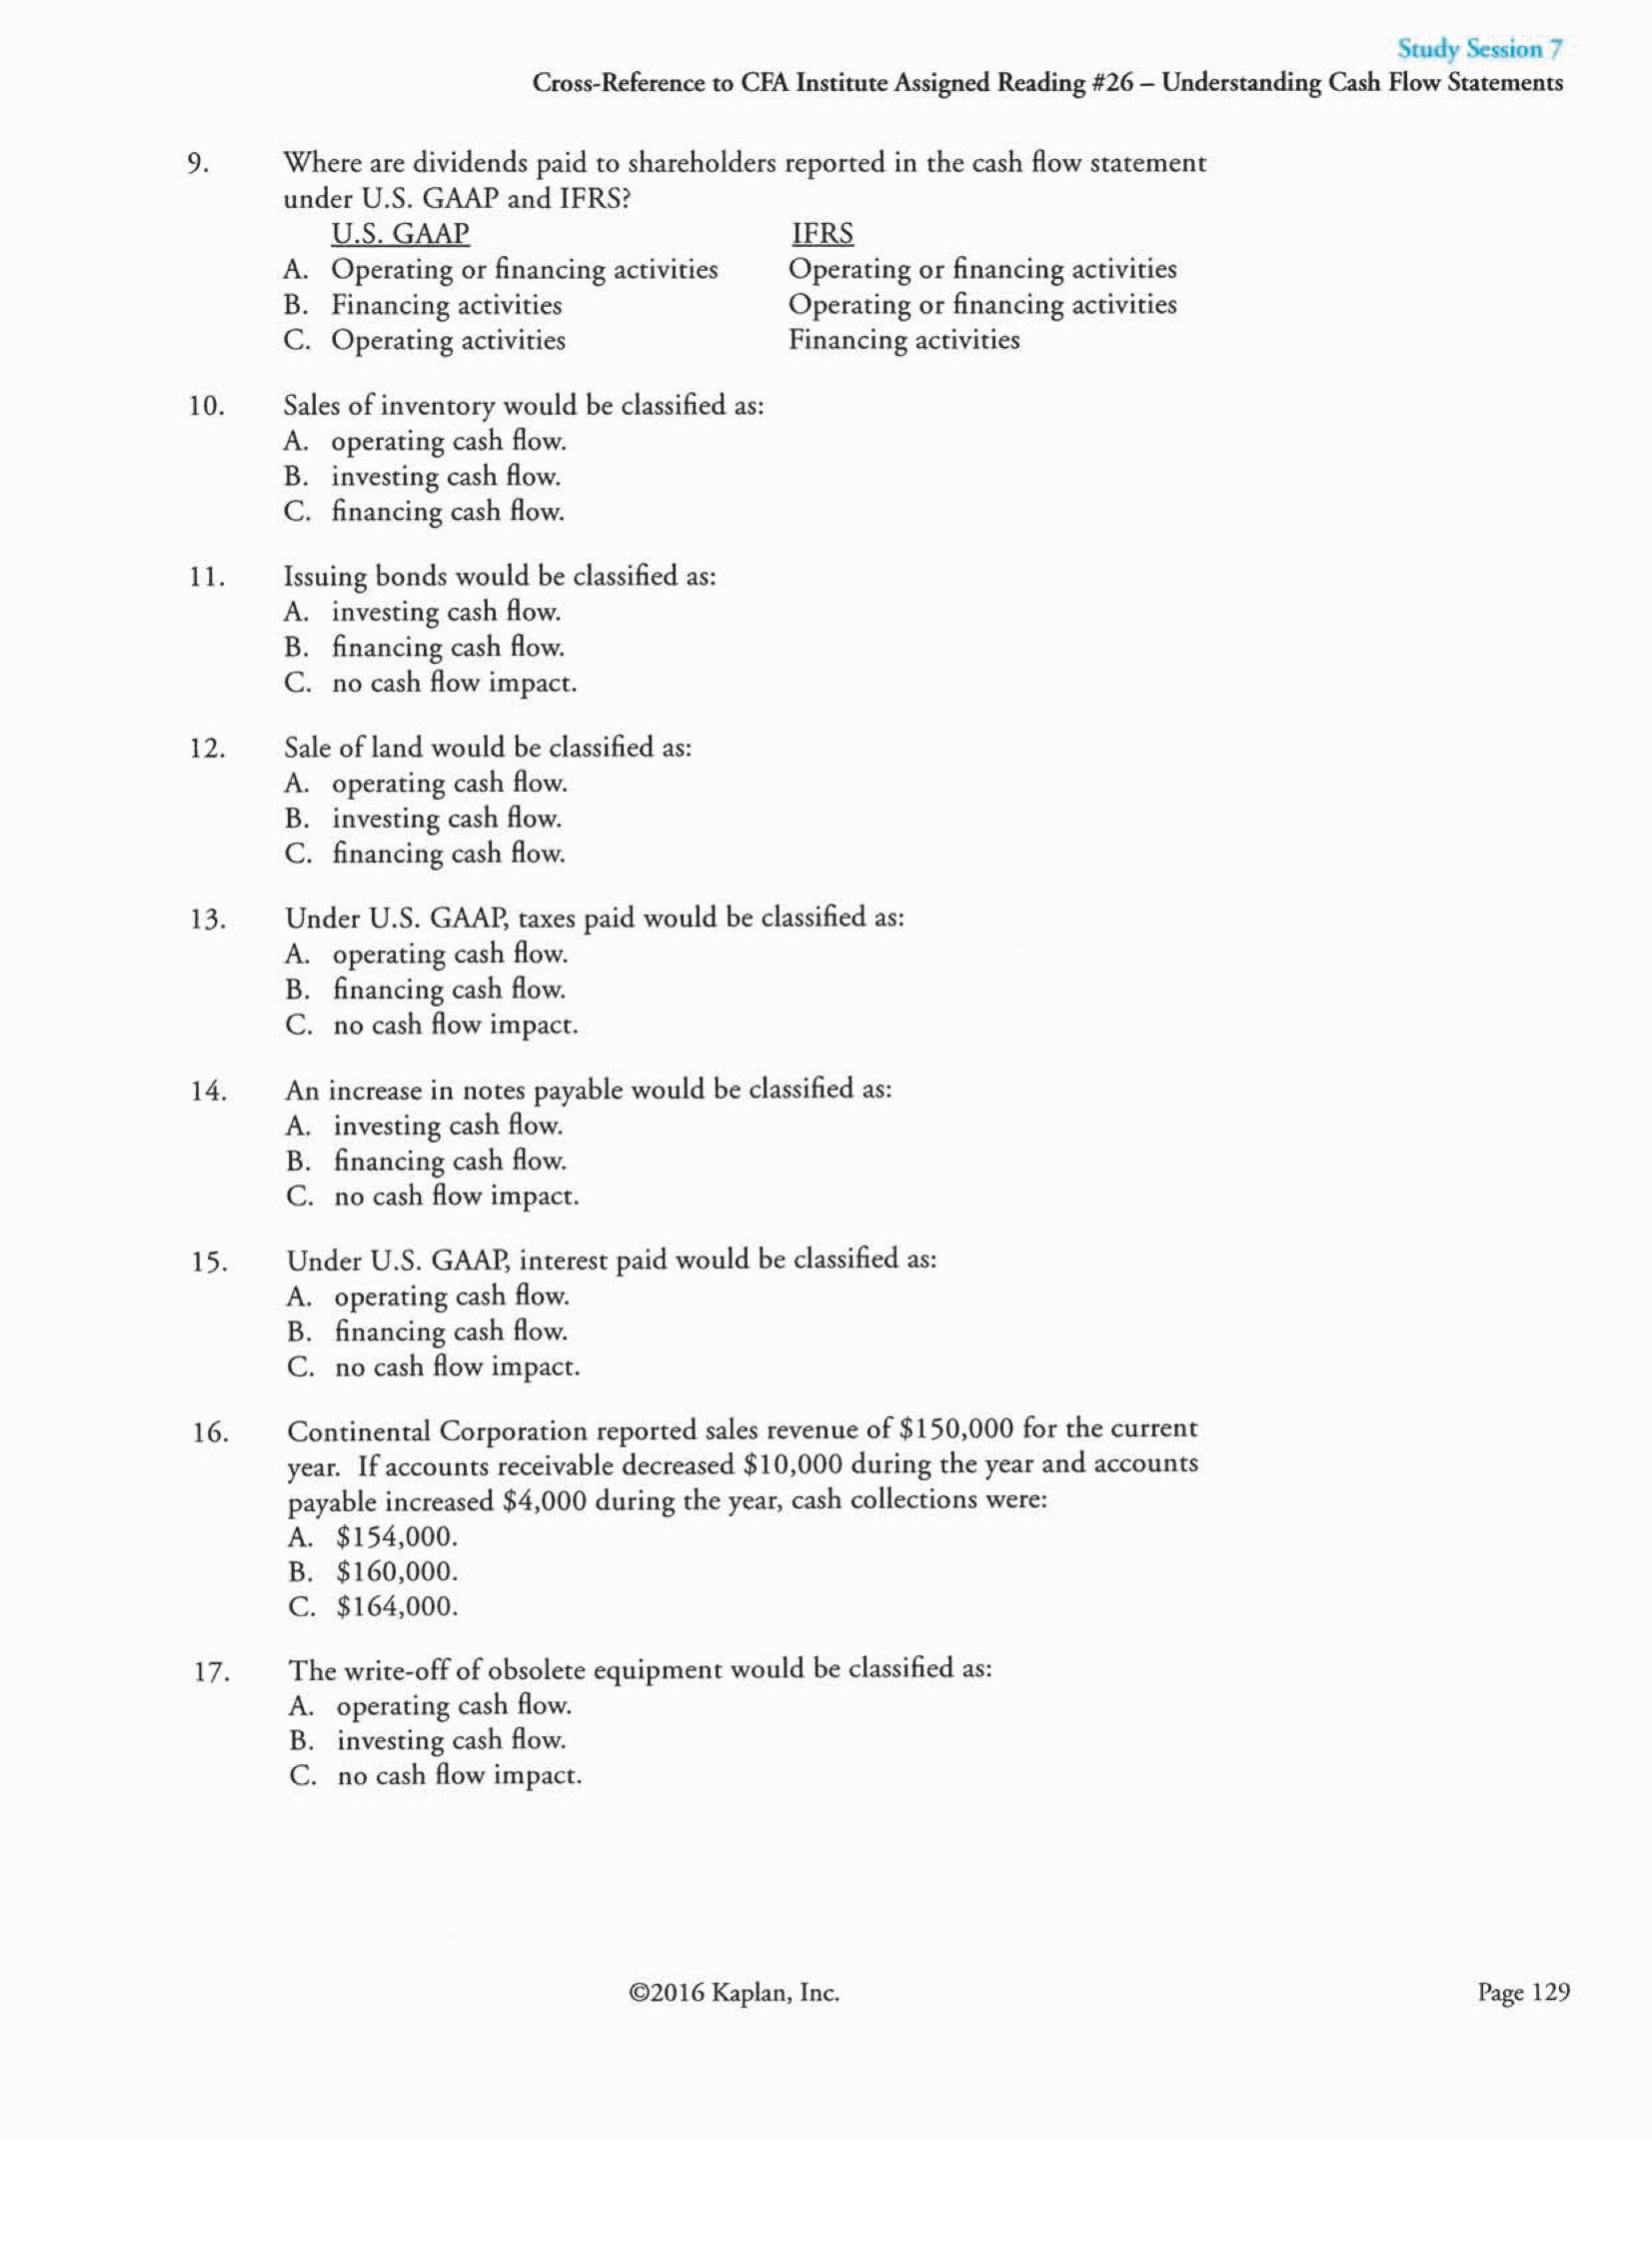 Study Session 7
Cross-Reference to CFA Institute Assigned Reading #26 – Understanding Cash Flow Statements
9. Where are dividends paid to shareholders reported in the cash flow statement
under U.S. GAAP and IFRS?
U.S. GAAP IFRS
A. Operating or financing activities Operating or financing activities
B. Financing activities Operating or financing activities
C. Operating activities Financing activities
10. Sales of inventory would be classified as:
A. operating cash flow.
B. investing cash flow.
C. financing cash flow.
11. Issuing bonds would be classified as:
A. investing cash flow.
B. financing cash flow.
C. no cash flow impact.
12. Sale of land would be classified as:
A. operating cash flow.
B. investing cash flow.
C. financing cash flow.
13. Under U.S. GAAP, taxes paid would be classified as:
A. operating cash flow.
B. financing cash flow.
C. no cash flow impact.
14. An increase in notes payable would be classified as:
A. investing cash flow.
B. financing cash flow.
C. no cash flow impact.
15. Under U.S. GAAP, interest paid would be classified as:
A. operating cash flow.
B. financing cash flow.
C. no cash flow impact.
16. Continental Corporation reported sales revenue of $150,000 for the current
year. If accounts receivable decreased $10,000 during the year and accounts
payable increased $4,000 during the year, cash collections were:
A. $154,000.
B. $160,000.
C. $164,000.
17. The write-off of obsolete equipment would be classified as:
A. operating cash flow.
B. investing cash flow.
C. no cash flow impact.
©2016 Kaplan, Inc. Page 129